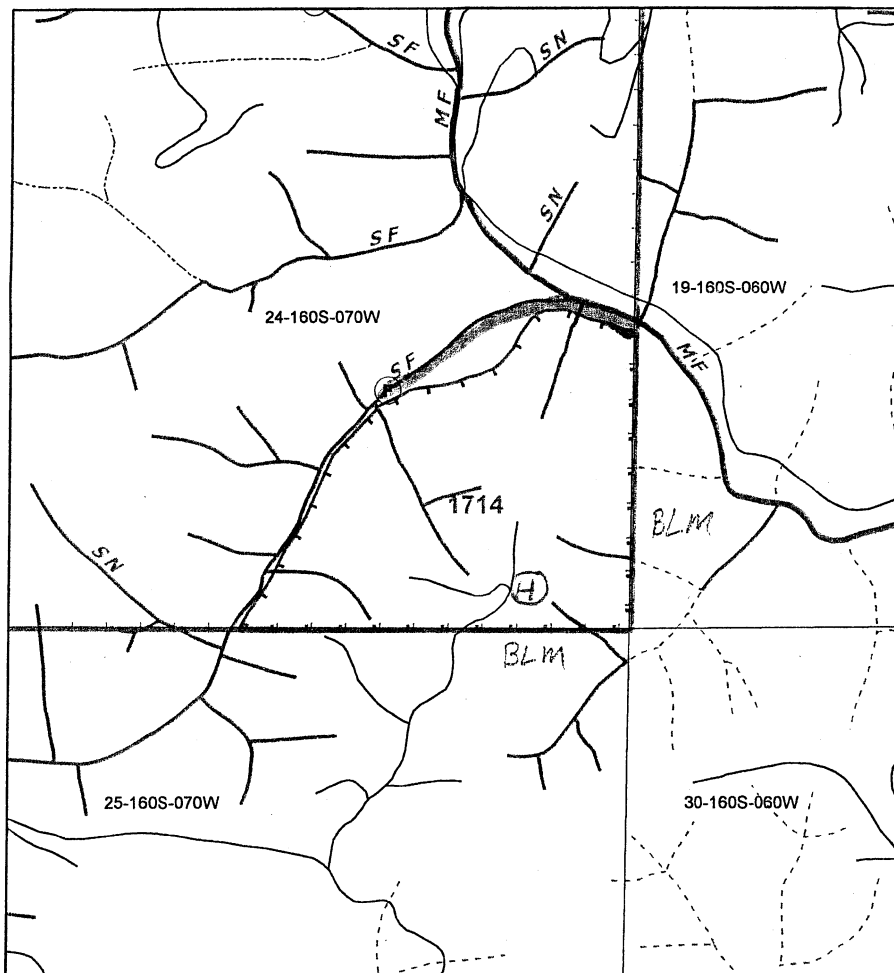 SF
SN
MF
SN
SF
19-160S-060W
24-160S-070W
SF
MF
1714
BLM
SN
H
BLM
25-160S-070W
30-160S-060W